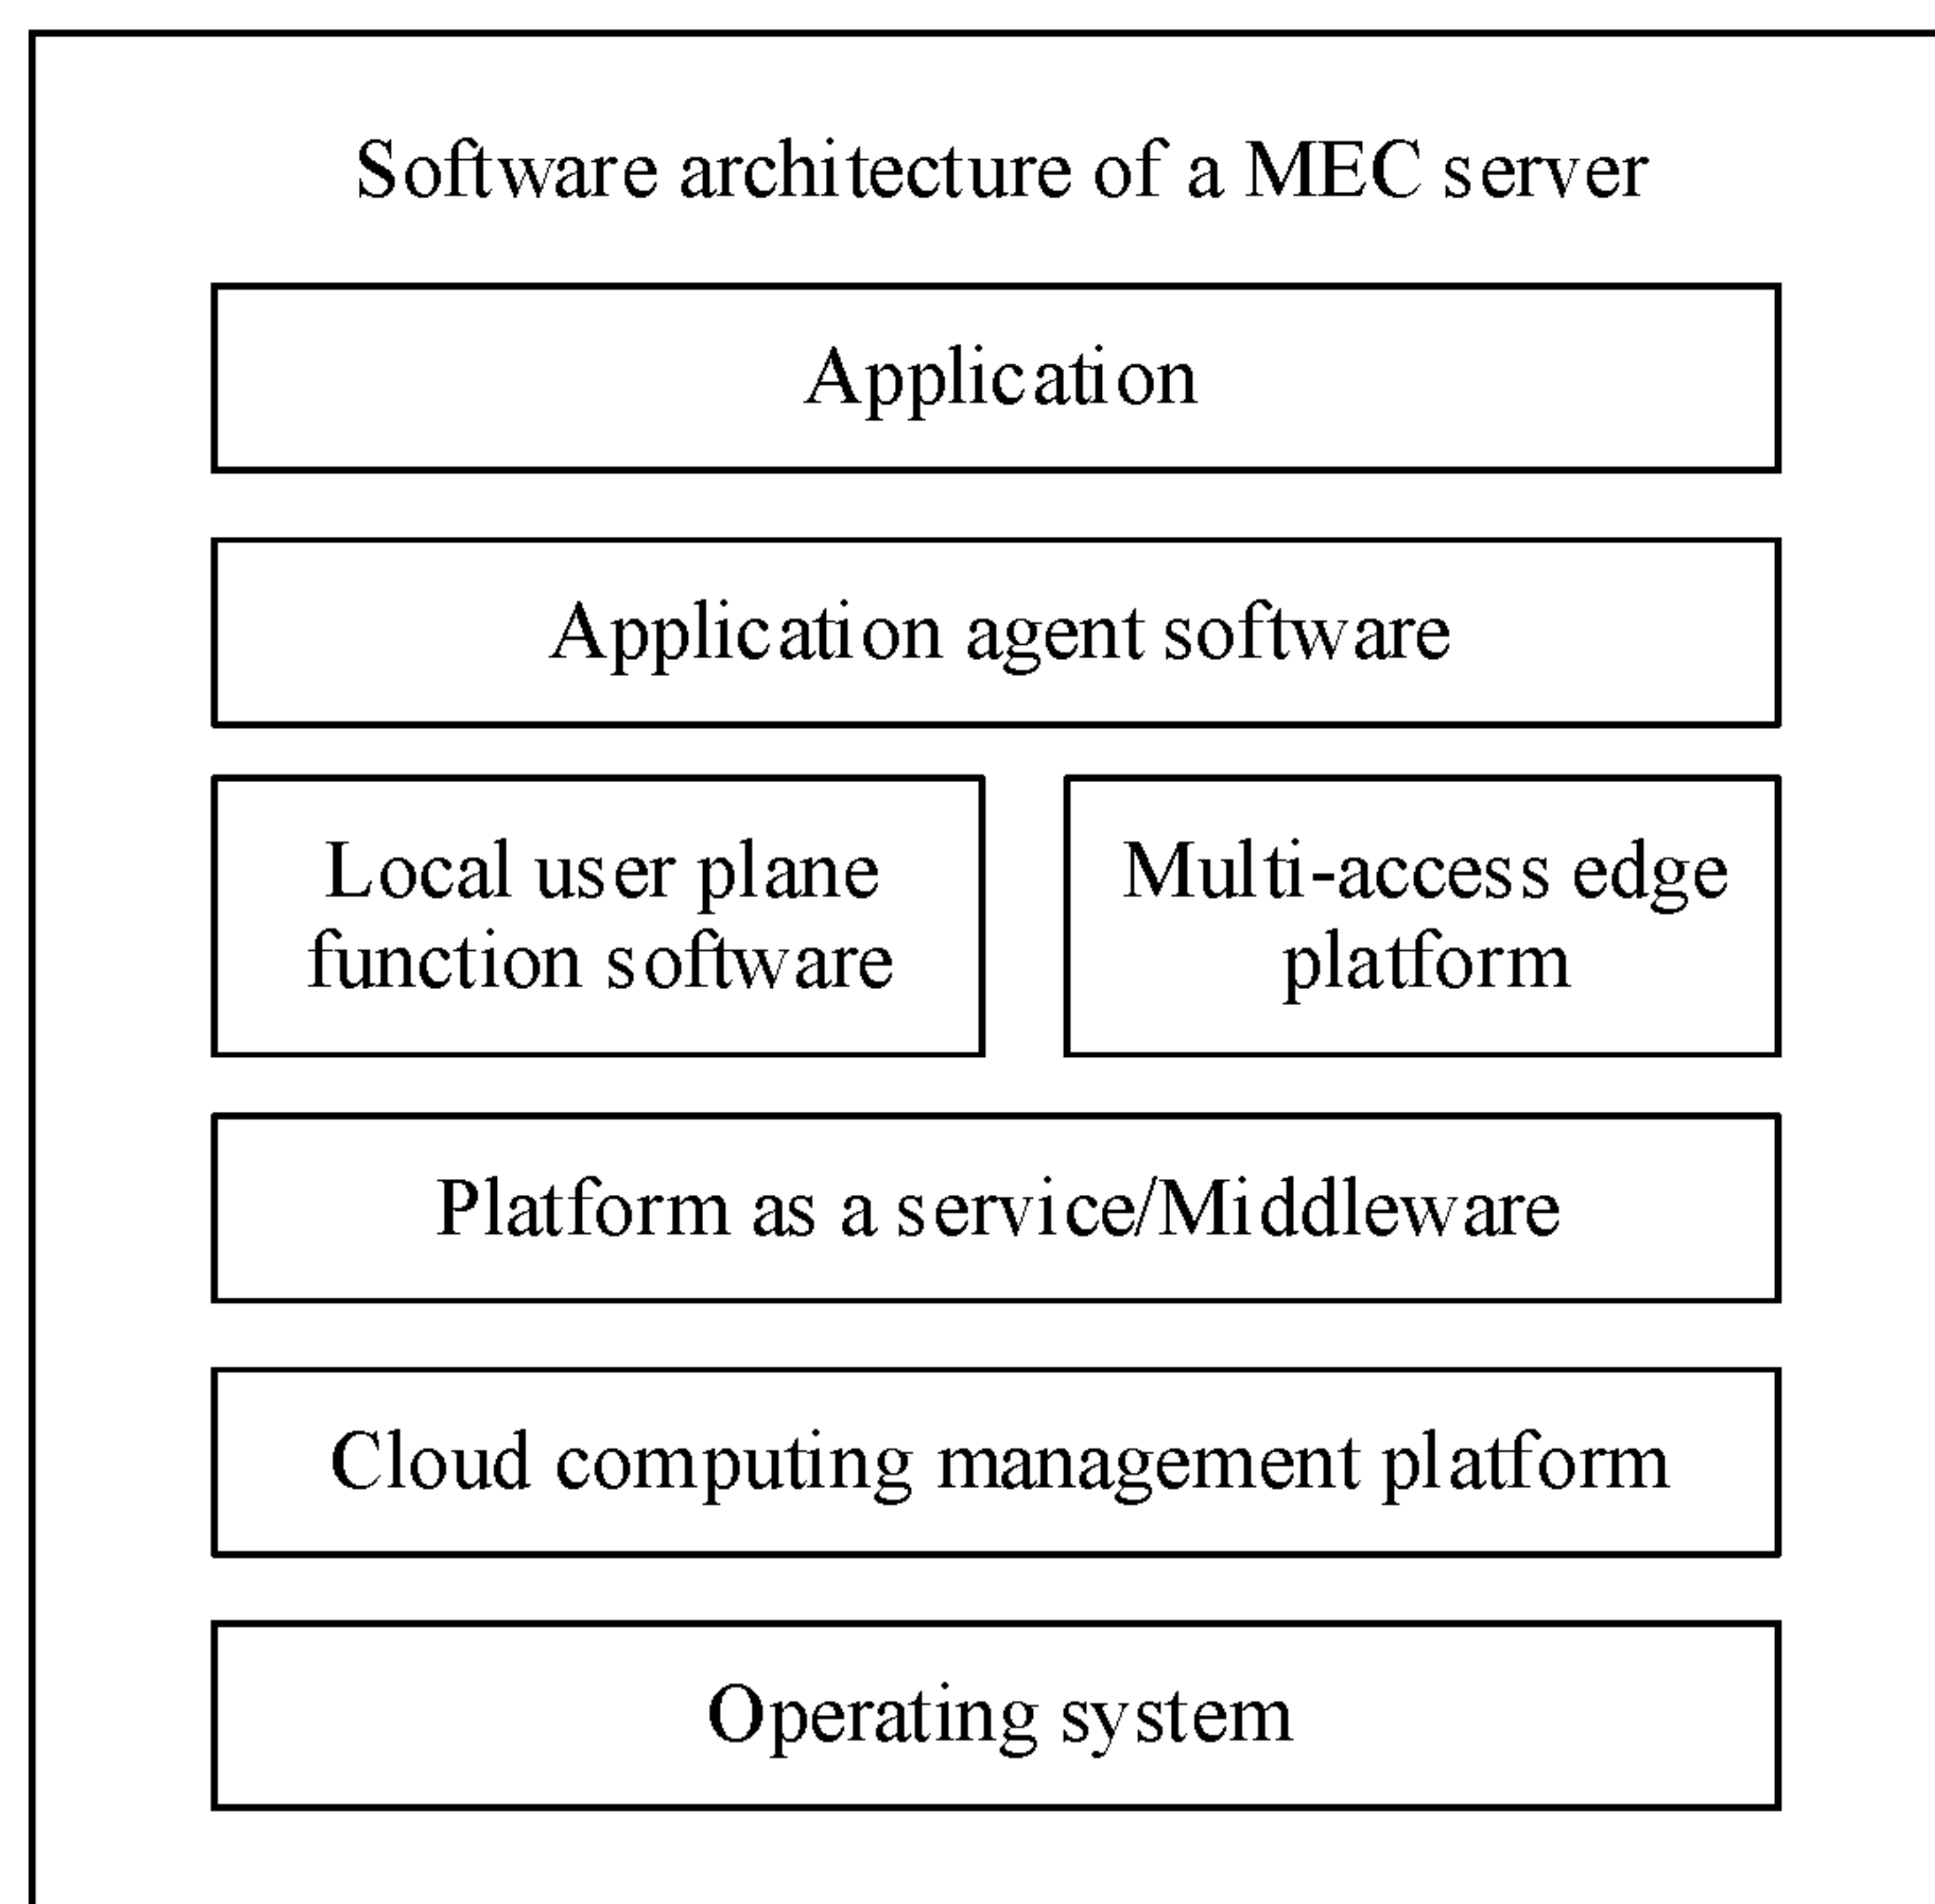 Software architecture of a MEC server
Application
Application agent software
Local user plane
function software
Multi-access edge
platform
Platform as a service/Middleware
Cloud computing management platform
Operating system